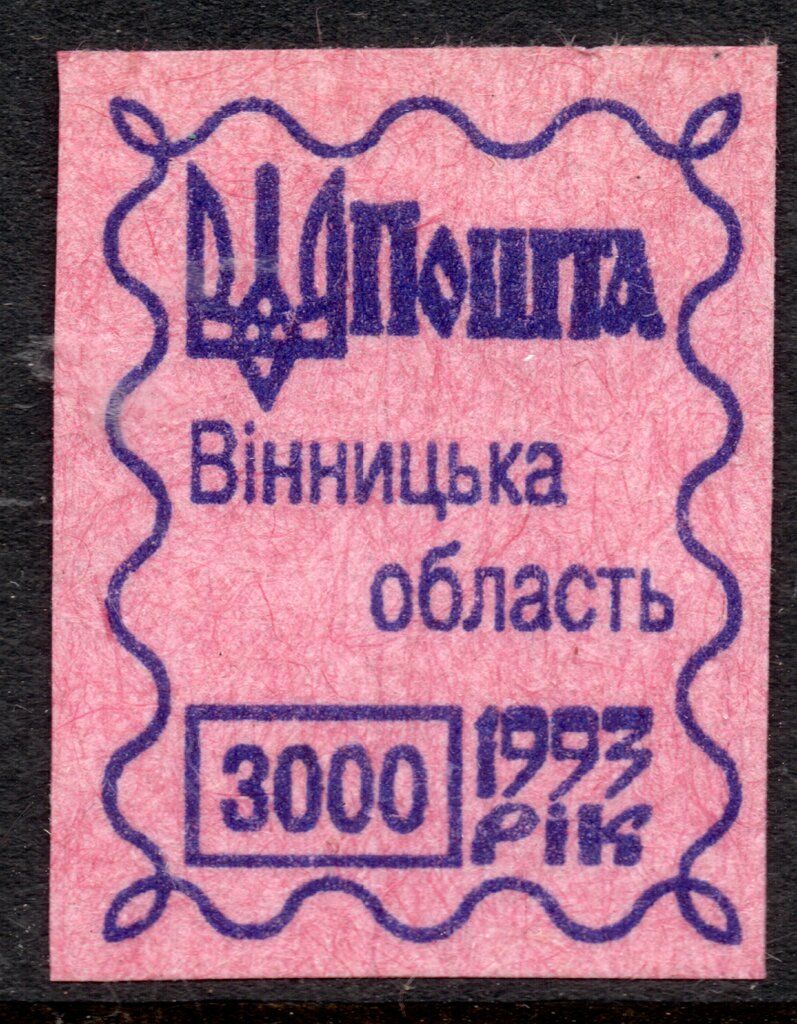 Пошта
Вінницька
область
3000 1993
рік